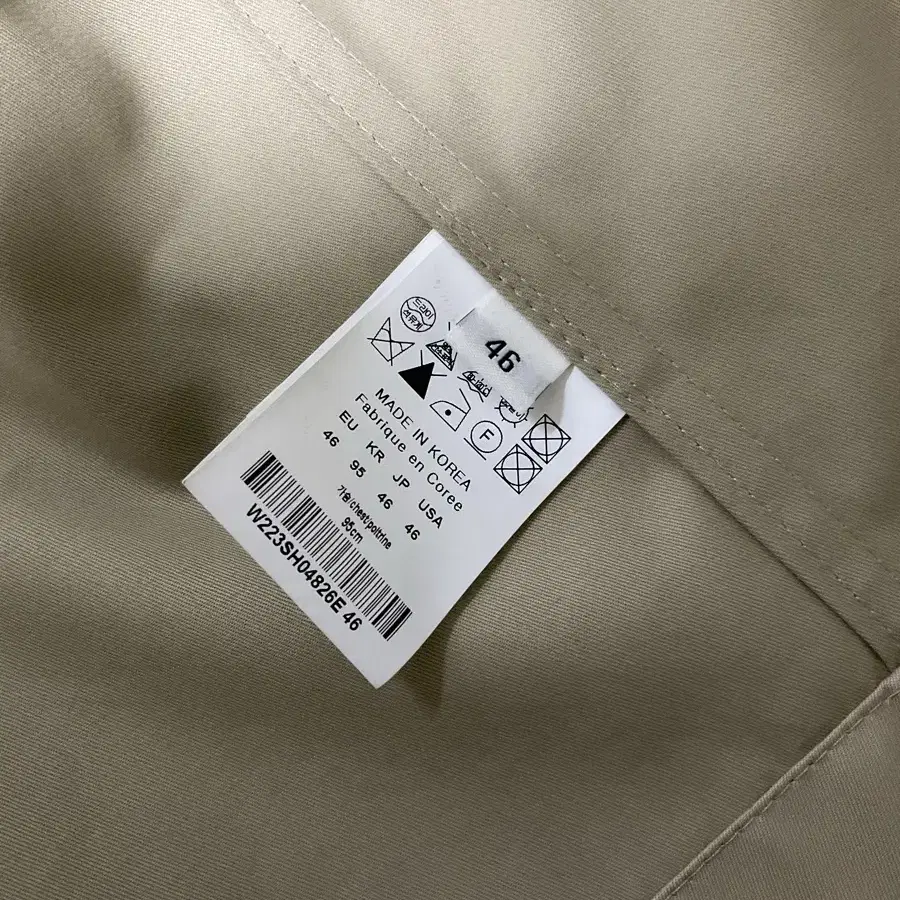 46
MADE IN KOREA
Fabrique en Coree
EU KR JP USA
46 95 46 46
가슴/chest/poitrine
95cm
W223SH04826E 46
F